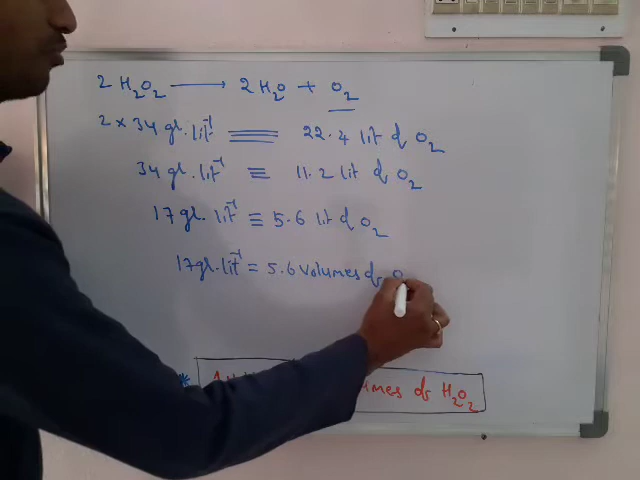 2 H₂O₂ ⟶ 2 H₂O + O₂
2 × 34 gl. lit⁻¹ ≡ 22.4 lit of O₂
34 gl. lit⁻¹ ≡ 11.2 lit of O₂
17 gl. lit⁻¹ ≡ 5.6 lit of O₂
17gl. lit⁻¹ = 5.6 volumes of
* of H₂O₂